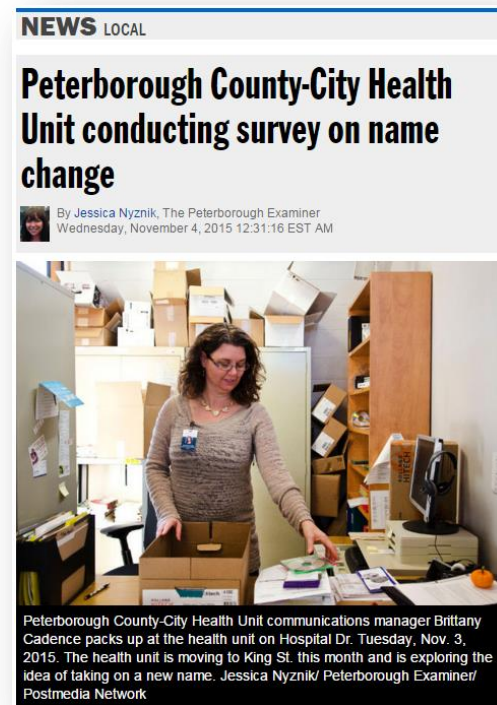 NEWS LOCAL
Peterborough County-City Health
Unit conducting survey on name
change
By Jessica Nyznik, The Peterborough Examiner
Wednesday, November 4, 2015 12:31:16 EST AM
Peterborough County-City Health Unit communications manager Brittany
Cadence packs up at the health unit on Hospital Dr. Tuesday, Nov. 3,
2015. The health unit is moving to King St. this month and is exploring the
idea of taking on a new name. Jessica Nyznik/ Peterborough Examiner/
Postmedia Network